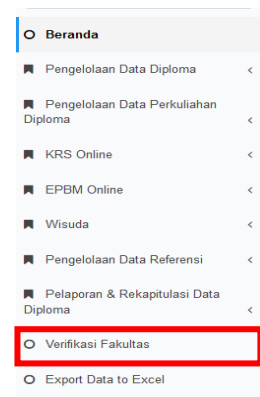 Beranda
Pengelolaan Data Diploma
Pengelolaan Data Perkuliahan
Diploma
KRS Online
EPBM Online
Wisuda
Pengelolaan Data Referensi
Pelaporan & Rekapitulasi Data
Diploma
Verifikasi Fakultas
Export Data to Excel